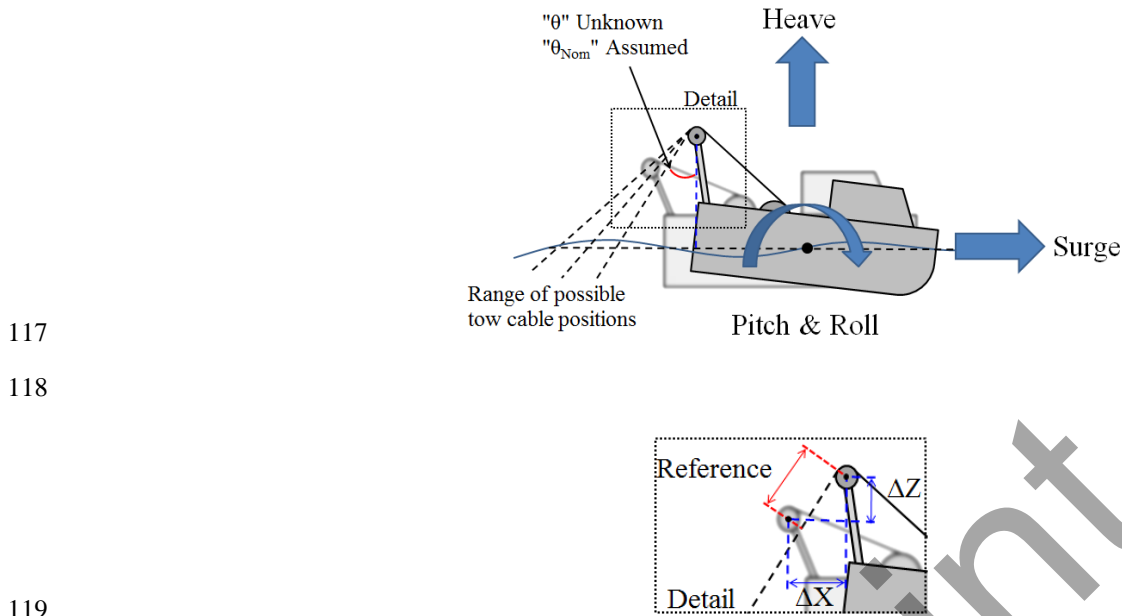 "θ" Unknown
"θNom" Assumed
Heave
Detail
Surge
Range of possible
tow cable positions
Pitch & Roll
117
118
Reference
ΔZ
ΔX
Detail
119